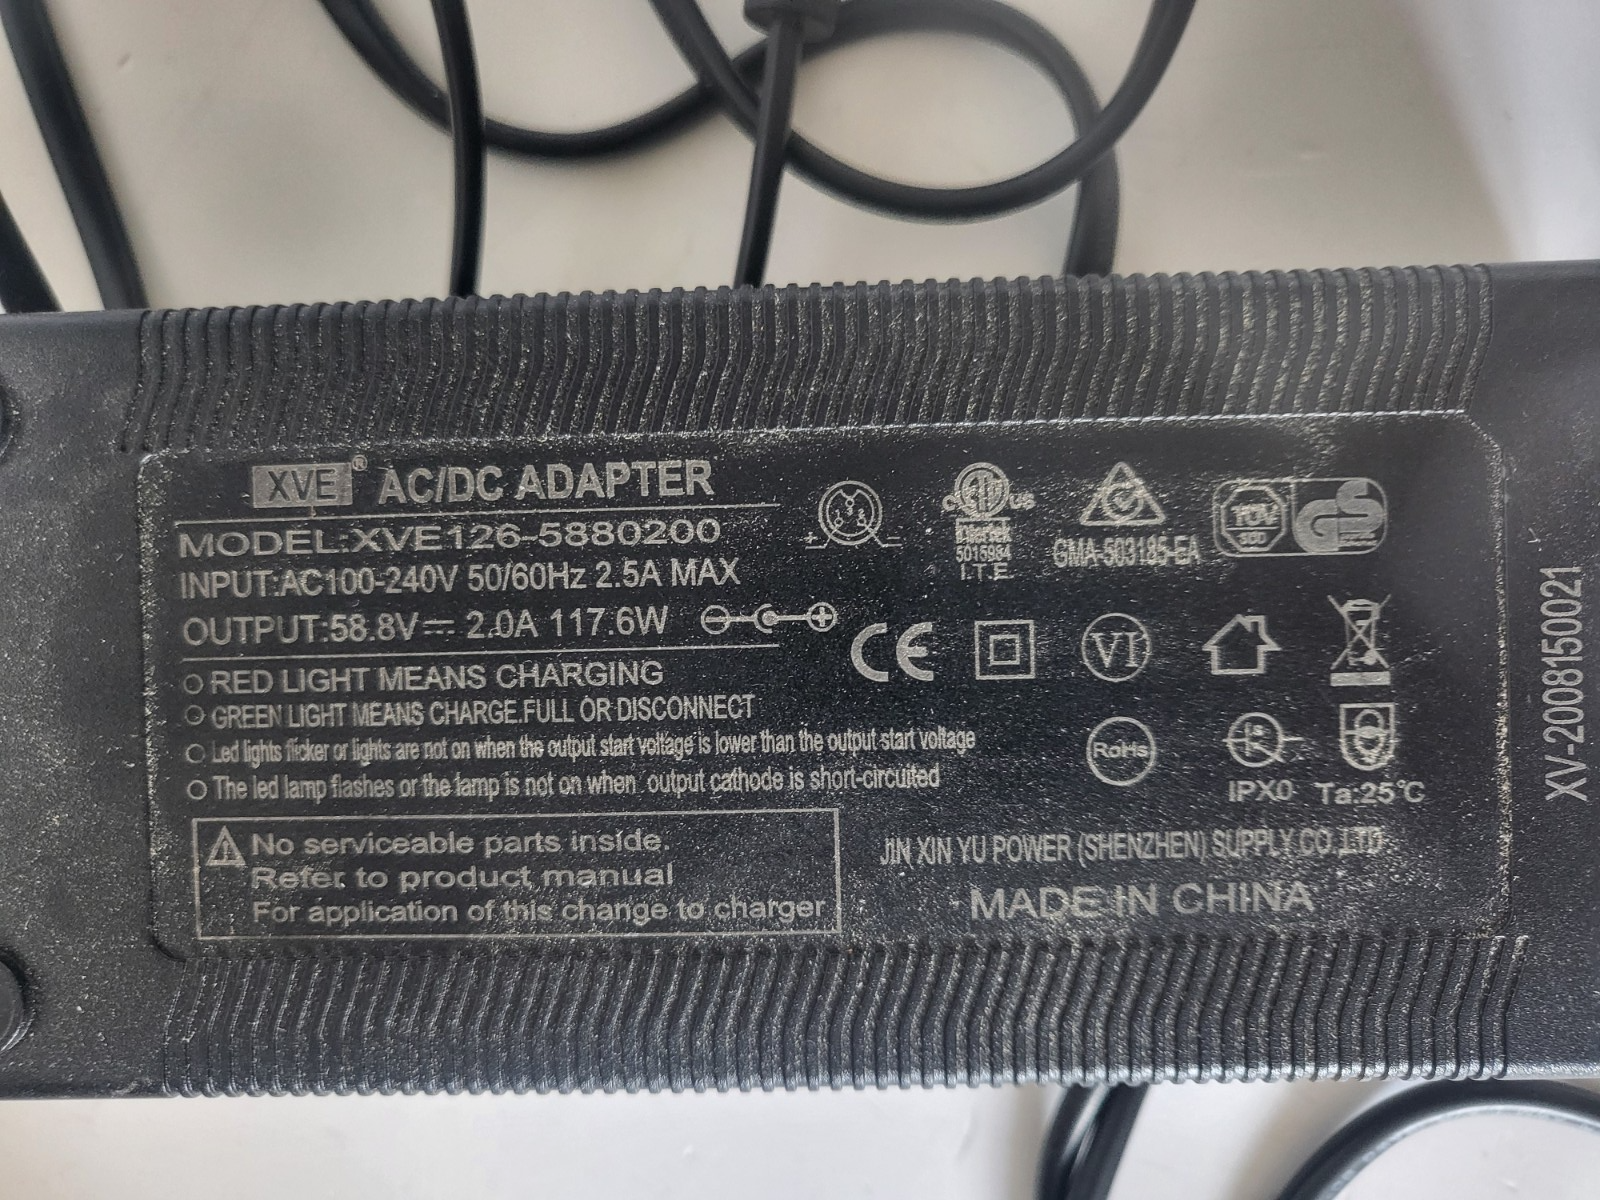 XVE® AC/DC ADAPTER
MODEL:XVE126-5880200
INPUT:AC100-240V 50/60Hz 2.5A MAX
OUTPUT:58.8V⎓ 2.0A 117.6W
RED LIGHT MEANS CHARGING
GREEN LIGHT MEANS CHARGE.FULL OR DISCONNECT
Led lights flicker or lights are not on when the output start voltage is lower than the output start voltage
The led lamp flashes or the lamp is not on when output cathode is short-circuited
No serviceable parts inside.
Refer to product manual
For application of this change to charger
ETL US
Intertek
5015984
I.T.E.
GMA-503185-EA
TUV
GS
CE
VI
RoHS
IPX0
Ta:25°C
JIN XIN YU POWER (SHENZHEN) SUPPLY CO.,LTD
MADE IN CHINA
XV-2008150021